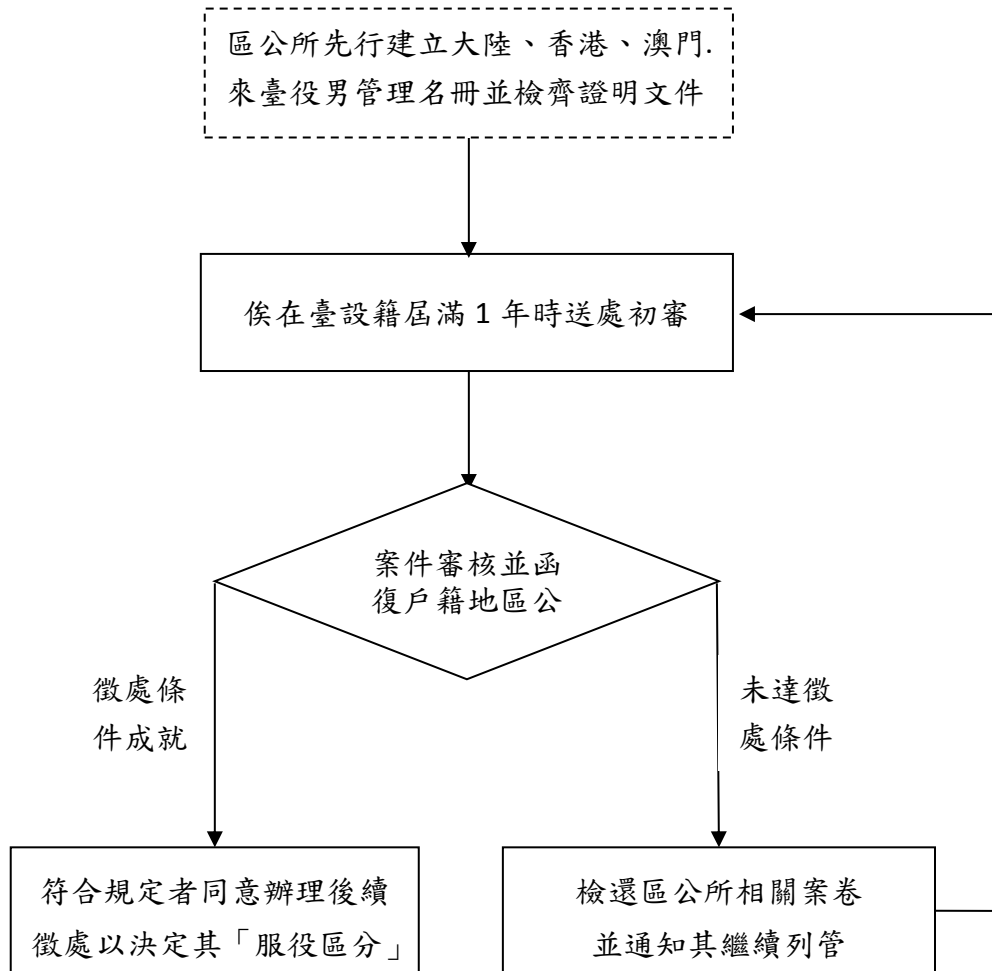 區公所先行建立大陸、香港、澳門.
來臺役男管理名冊並檢齊證明文件
俟在臺設籍屆滿 1 年時送處初審
案件審核並函
復戶籍地區公
徵處條
件成就
未達徵
處條件
符合規定者同意辦理後續
徵處以決定其「服役區分」
檢還區公所相關案卷
並通知其繼續列管